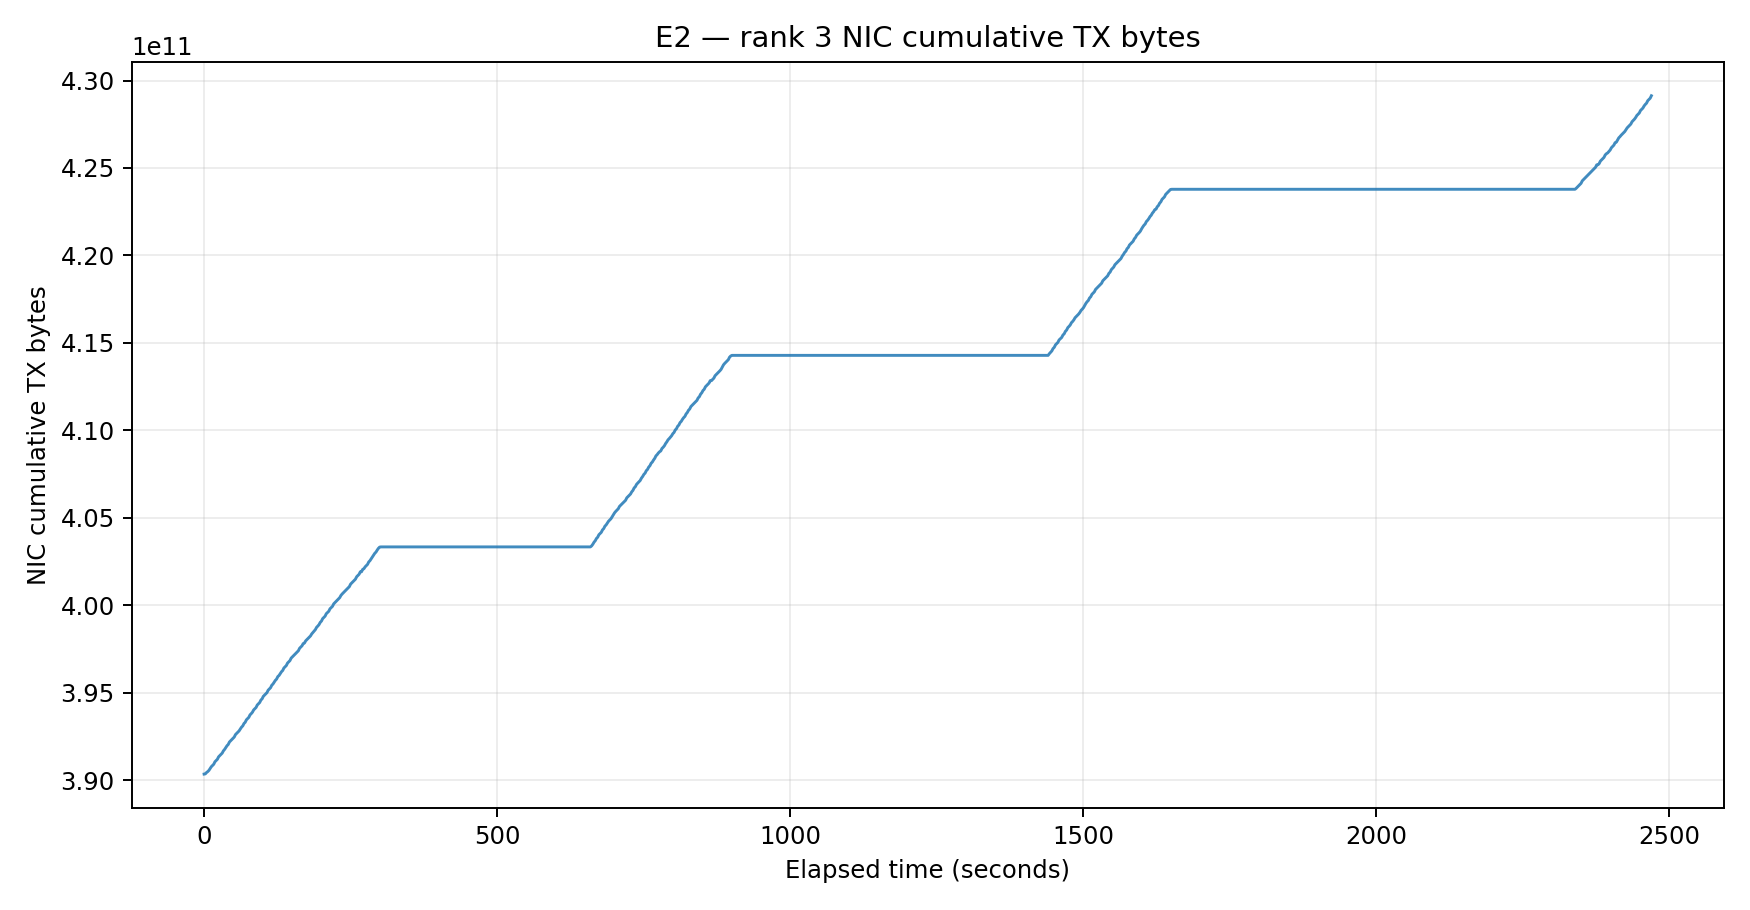 E2 — rank 3 NIC cumulative TX bytes
1e11
4.30
4.25
4.20
4.15
4.10
4.05
4.00
3.95
3.90
NIC cumulative TX bytes
0 500 1000 1500 2000 2500
Elapsed time (seconds)